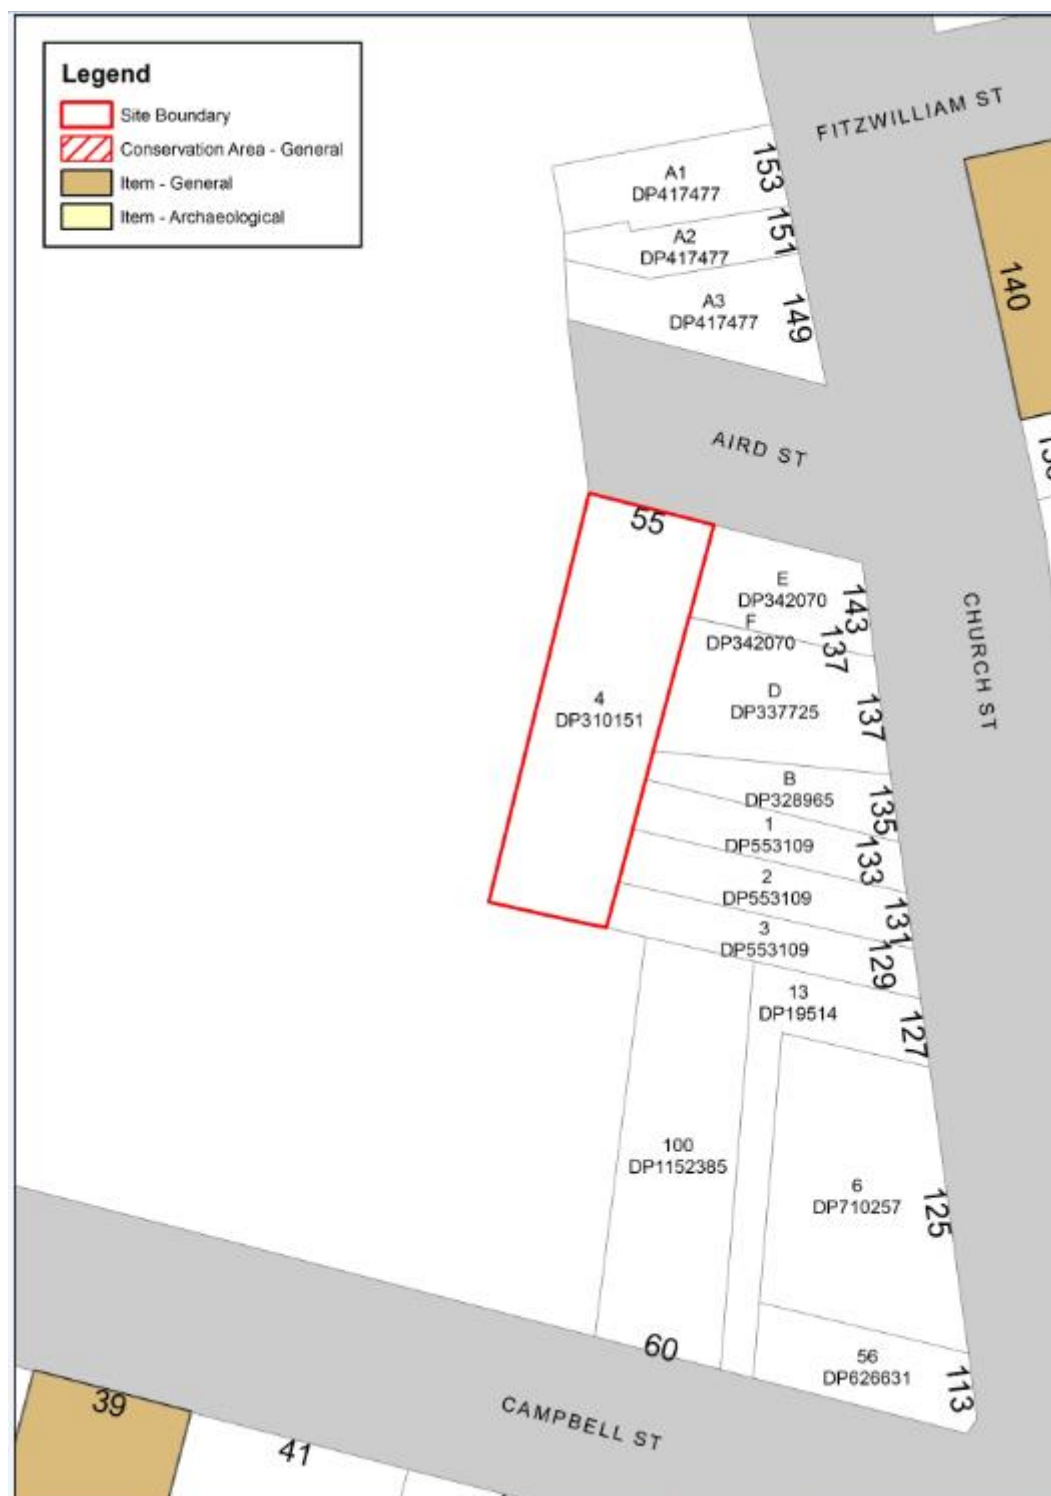 Legend
Site Boundary
Conservation Area - General
Item - General
Item - Archaeological
FITZWILLIAM ST
A1
DP417477
153
A2
DP417477
151
A3
DP417477
149
140
AIRD ST
55
E
DP342070
143
F
DP342070
137
CHURCH ST
4
DP310151
D
DP337725
137
B
DP328965
135
1
DP553109
133
2
DP553109
131
3
DP553109
129
13
DP19514
127
100
DP1152385
6
DP710257
125
60
56
DP626631
113
39
CAMPBELL ST
41